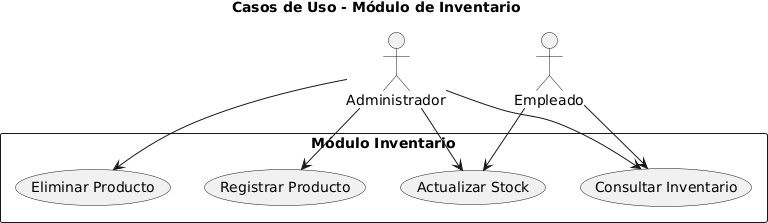 Casos de Uso - Módulo de Inventario
Administrador
Empleado
Módulo Inventario
Eliminar Producto
Registrar Producto
Actualizar Stock
Consultar Inventario